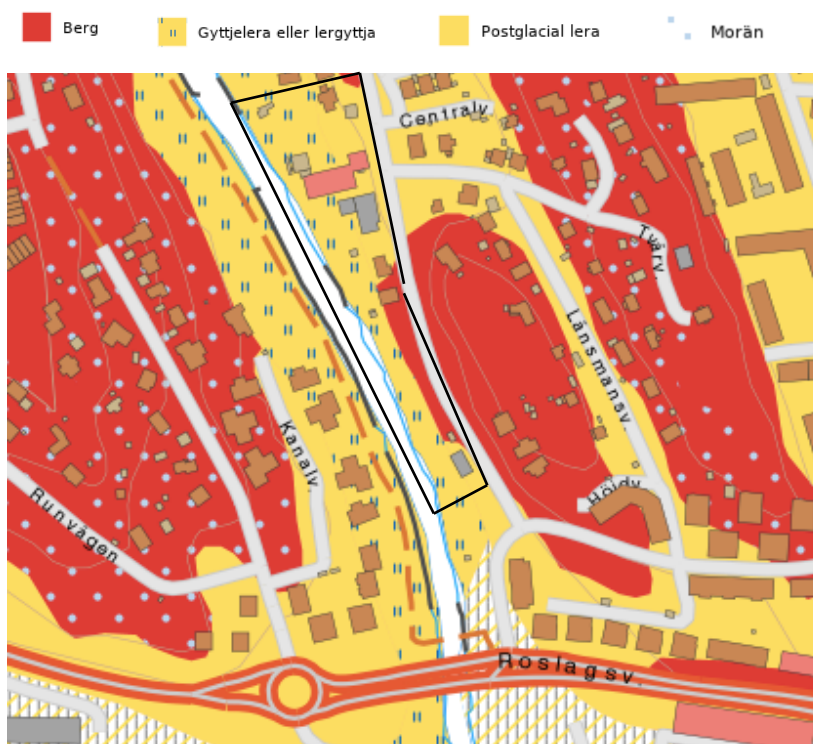 Berg
Gyttjelera eller lergyttja
Postglacial lera
Morän
Centralv.
Tvärv.
Länsmansv.
Kanalv.
Höjdv.
Runvägen
Roslagsv.